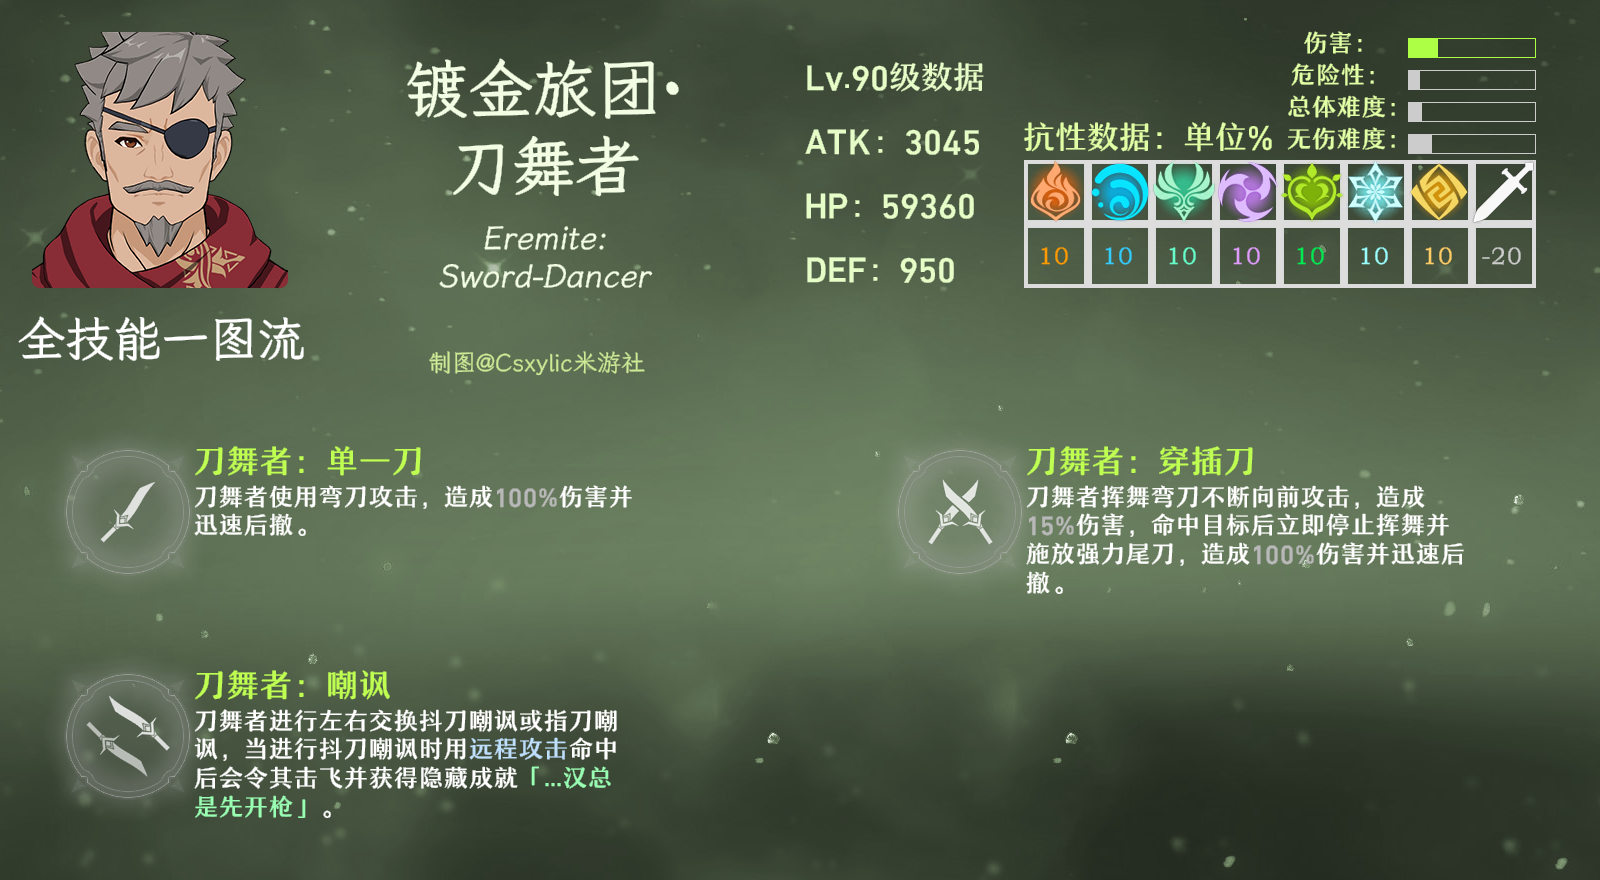 镀金旅团·
刀舞者
Eremite:
Sword-Dancer
全技能一图流
制图@Csxylic米游社
Lv.90级数据
ATK：3045
HP：59360
DEF：950
伤害：
危险性：
总体难度：
无伤难度：
抗性数据：单位%
10 10 10 10 10 10 10 -20
刀舞者：单一刀
刀舞者使用弯刀攻击，造成100%伤害并
迅速后撤。
刀舞者：穿插刀
刀舞者挥舞弯刀不断向前攻击，造成
15%伤害，命中目标后立即停止挥舞并
施放强力尾刀，造成100%伤害并迅速后
撤。
刀舞者：嘲讽
刀舞者进行左右交换抖刀嘲讽或指刀嘲
讽，当进行抖刀嘲讽时用远程攻击命中
后会令其击飞并获得隐藏成就「...汉总
是先开枪」。